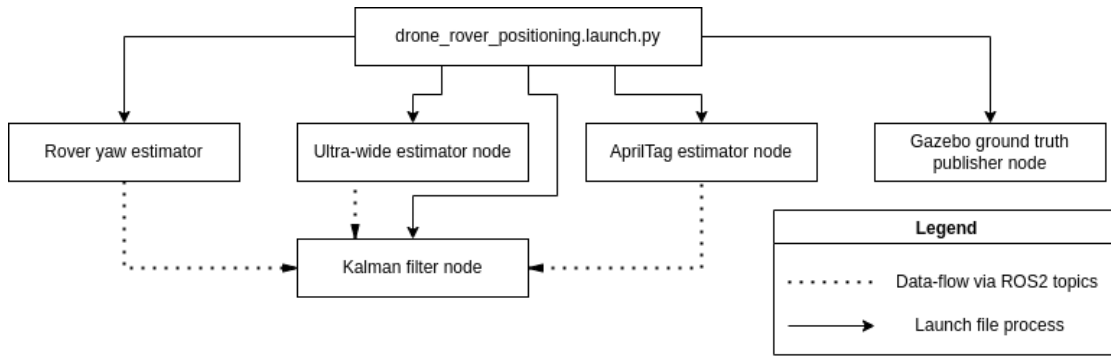 drone_rover_positioning.launch.py
Rover yaw estimator
Ultra-wide estimator node
AprilTag estimator node
Gazebo ground truth
publisher node
Kalman filter node
Legend
Data-flow via ROS2 topics
Launch file process